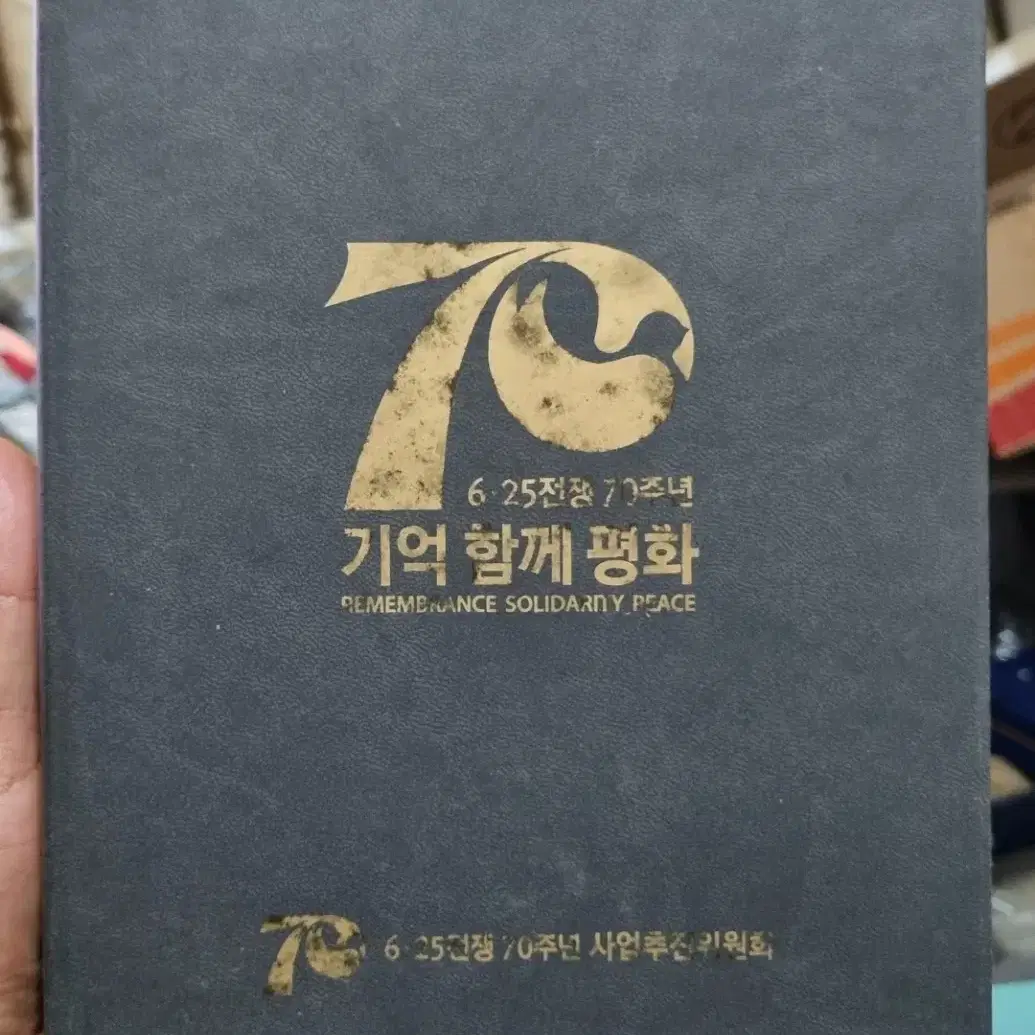 70
6·25전쟁 70주년
기억 함께 평화
REMEMBRANCE SOLIDARITY PEACE
70 6·25전쟁 70주년 사업추진위원회